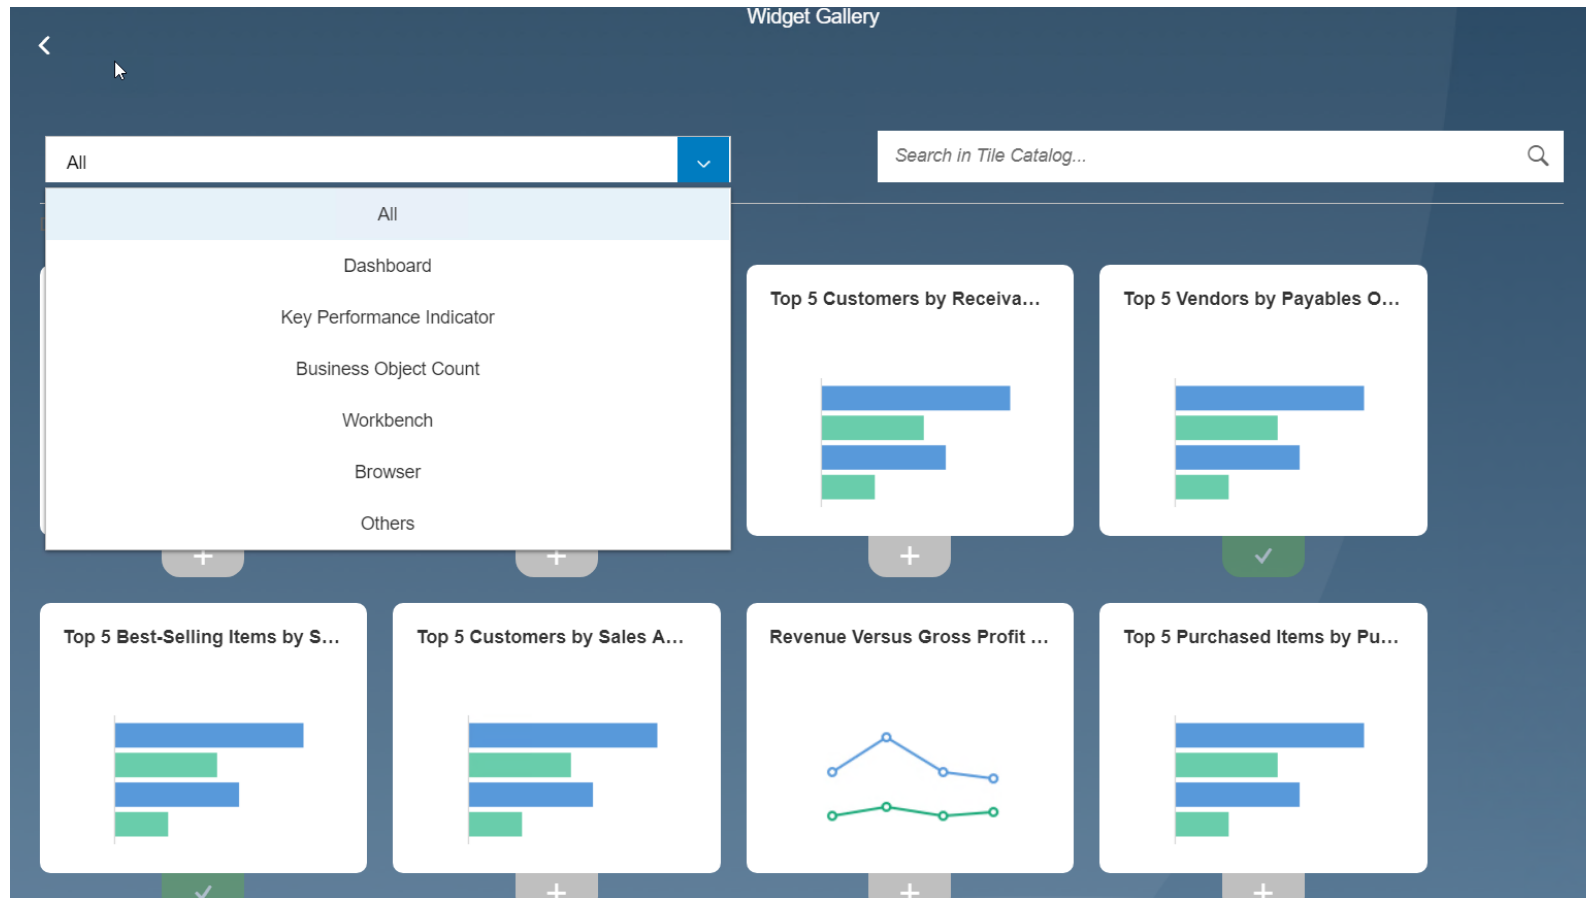 Widget Gallery
All
Search in Tile Catalog...
All
Dashboard
Key Performance Indicator
Business Object Count
Workbench
Browser
Others
Top 5 Customers by Receiva...
Top 5 Vendors by Payables O...
Top 5 Best-Selling Items by S...
Top 5 Customers by Sales A...
Revenue Versus Gross Profit ...
Top 5 Purchased Items by Pu...